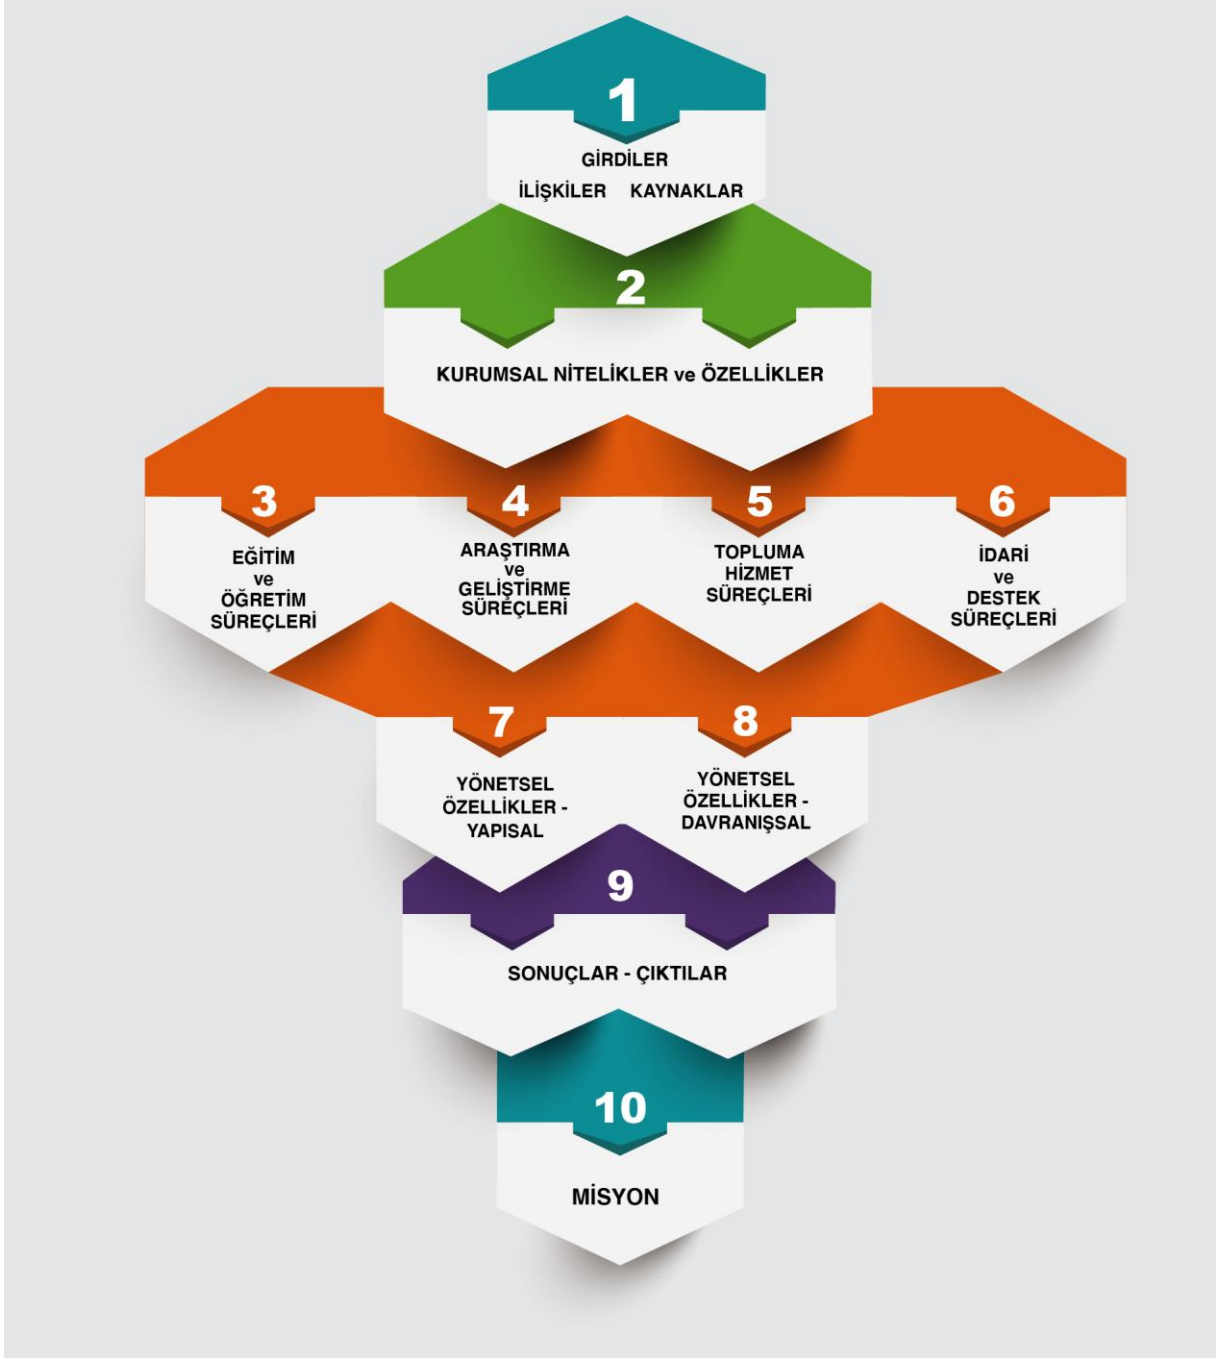 1
GİRDİLER
İLİŞKİLER KAYNAKLAR
2
KURUMSAL NİTELİKLER ve ÖZELLİKLER
3
EĞİTİM
ve
ÖĞRETİM
SÜREÇLERİ
4
ARAŞTIRMA
ve
GELİŞTİRME
SÜREÇLERİ
5
TOPLUMA
HİZMET
SÜREÇLERİ
6
İDARİ
ve
DESTEK
SÜREÇLERİ
7
YÖNETSEL
ÖZELLİKLER -
YAPISAL
8
YÖNETSEL
ÖZELLİKLER -
DAVRANIŞSAL
9
SONUÇLAR - ÇIKTILAR
10
MİSYON